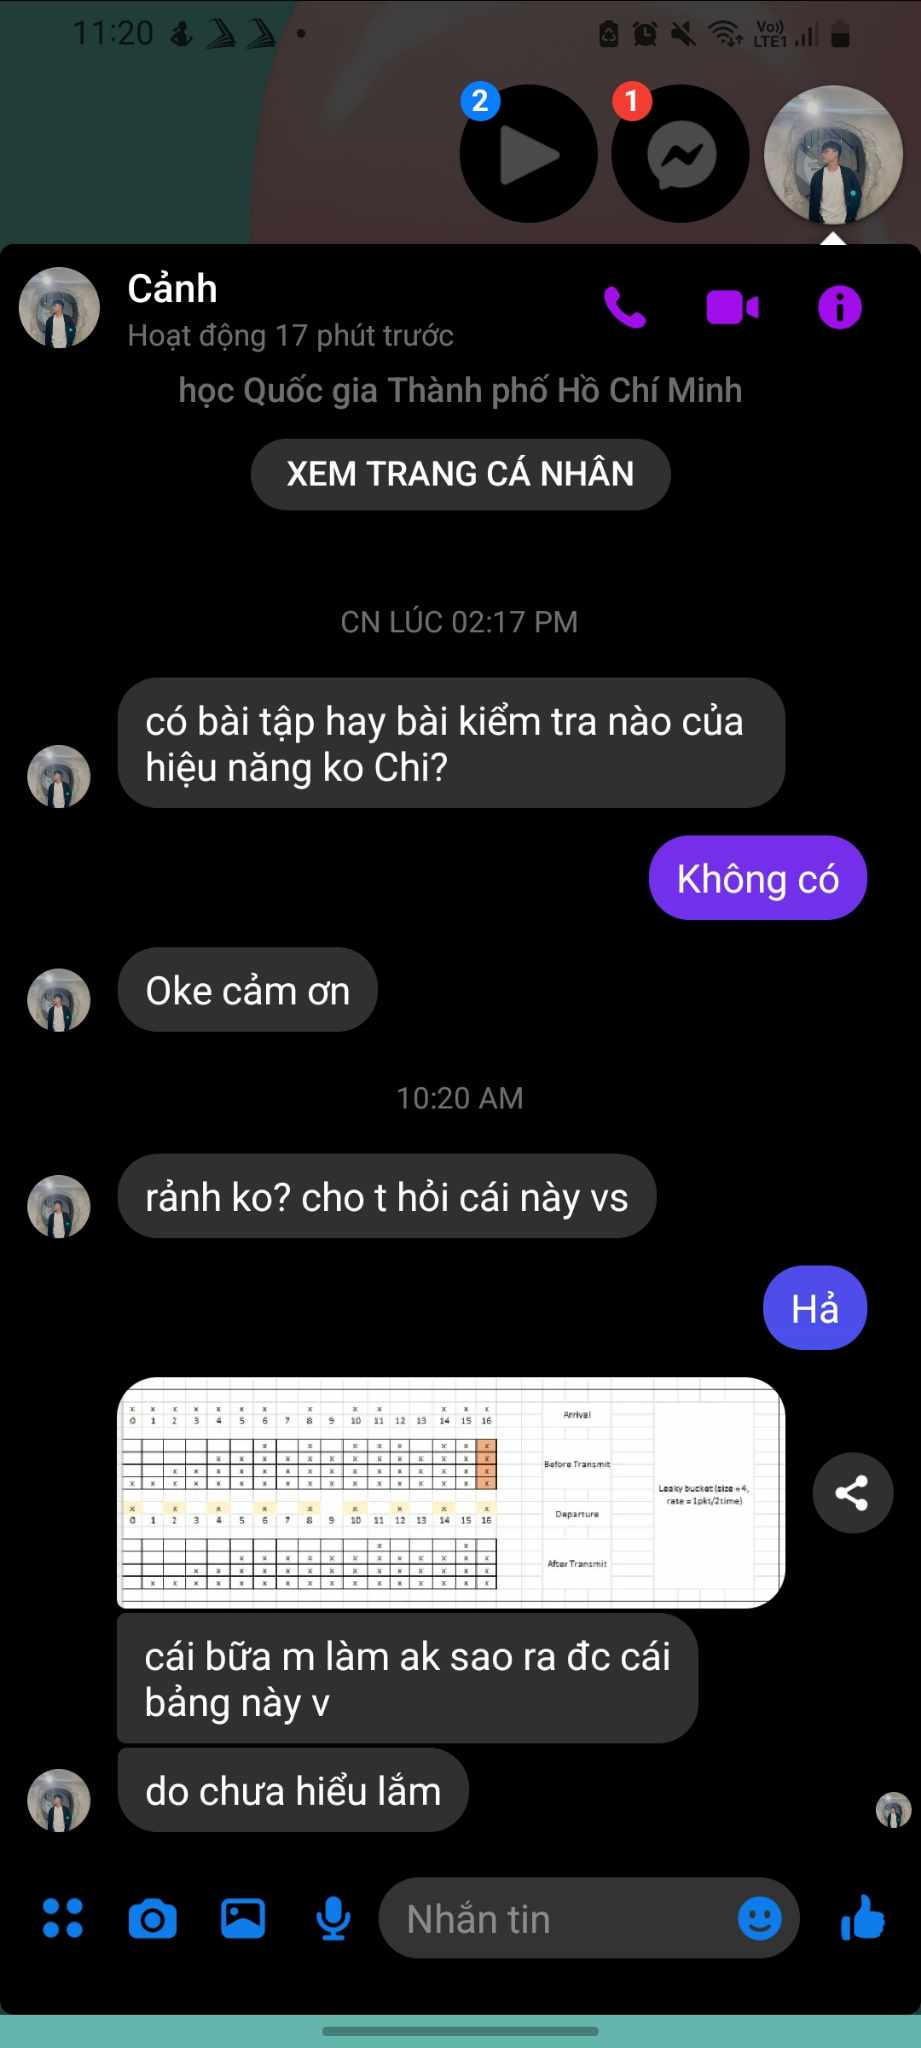 11:20
Vo))
LTE1
2
1
Cảnh
Hoạt động 17 phút trước
học Quốc gia Thành phố Hồ Chí Minh
XEM TRANG CÁ NHÂN
CN LÚC 02:17 PM
có bài tập hay bài kiểm tra nào của
hiệu năng ko Chi?
Không có
Oke cảm ơn
10:20 AM
rảnh ko? cho t hỏi cái này vs
Hả
0 1 2 3 4 5 6 7 8 9 10 11 12 13 14 15 16
Arrival
Before Transmit
Leaky bucket (size = 4,
rate = 1pkt/2time)
0 1 2 3 4 5 6 7 8 9 10 11 12 13 14 15 16
Departure
After Transmit
cái bữa m làm ak sao ra đc cái
bảng này v
do chưa hiểu lắm
Nhắn tin